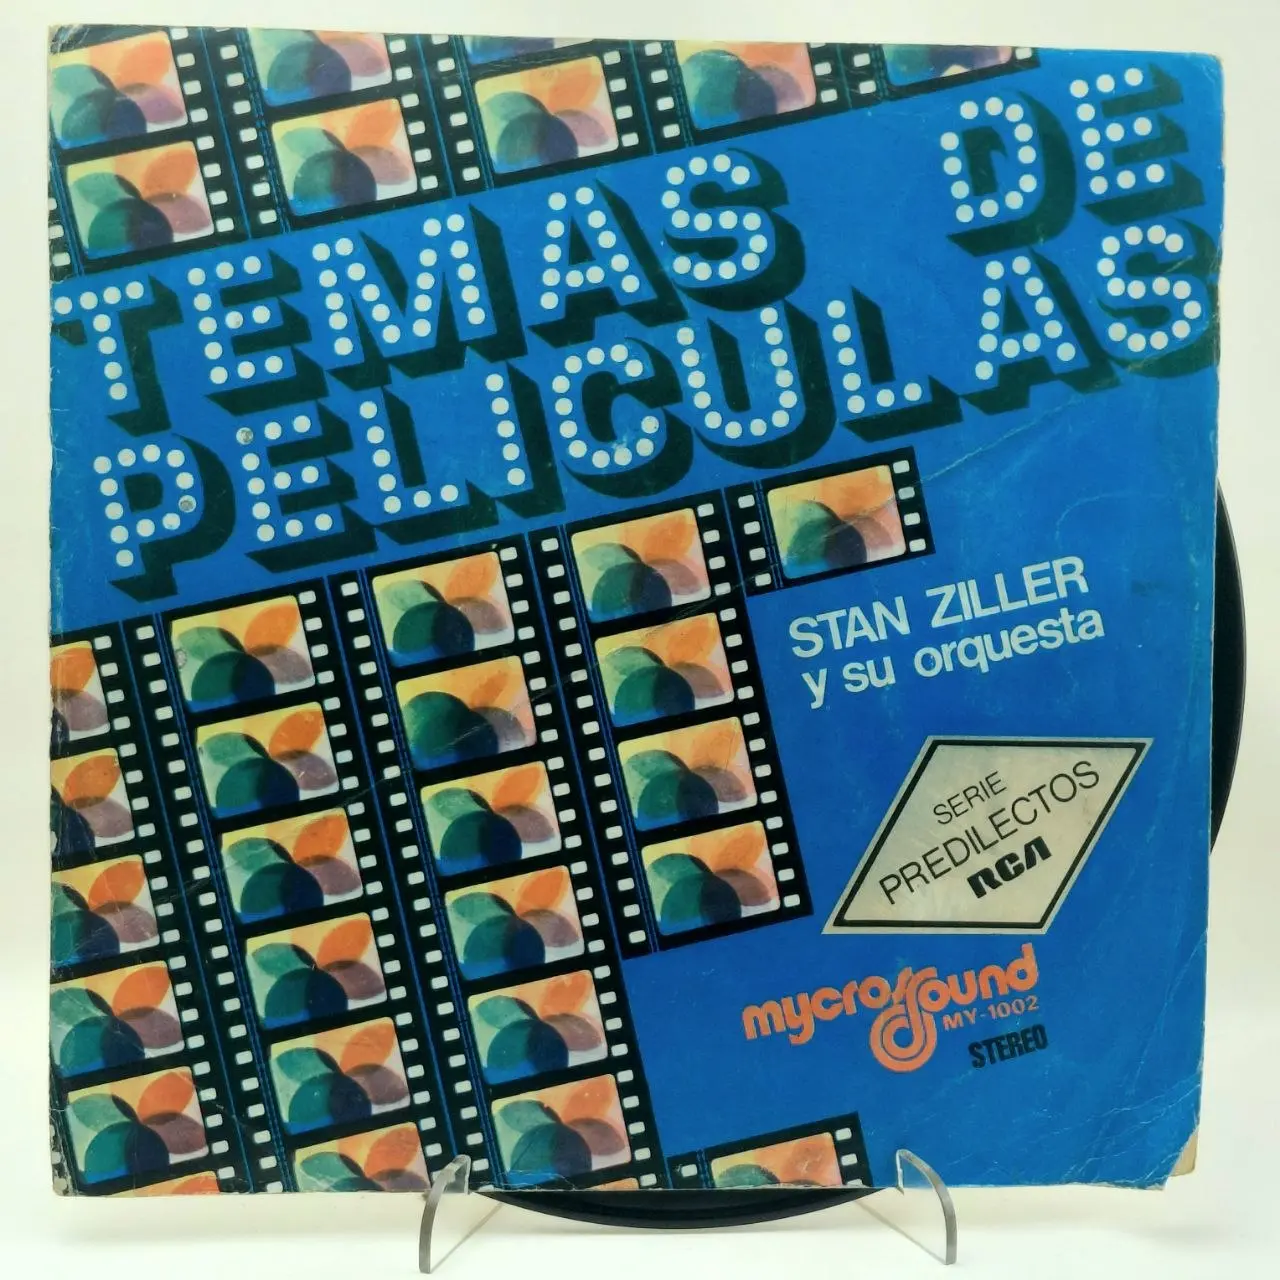 TEMAS DE
PELICULAS
STAN ZILLER
y su orquesta
SERIE
PREDILECTOS
RCA
mycrosound
MY-1002
STEREO